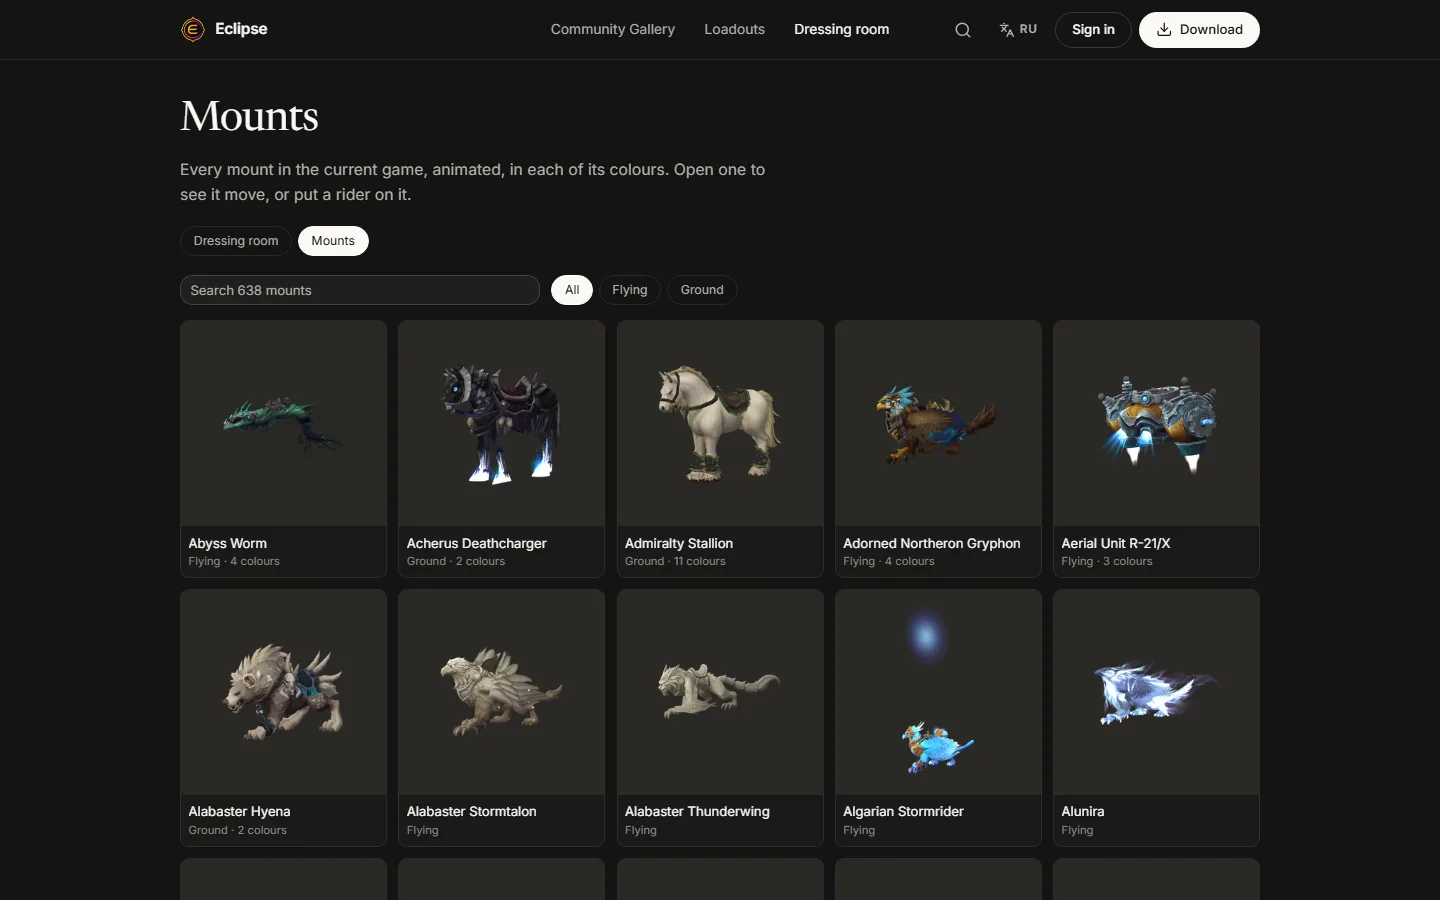 Eclipse
Community Gallery
Loadouts
Dressing room
RU
Sign in
Download
Mounts
Every mount in the current game, animated, in each of its colours. Open one to
see it move, or put a rider on it.
Dressing room
Mounts
Search 638 mounts
All
Flying
Ground
Abyss Worm
Flying · 4 colours
Acherus Deathcharger
Ground · 2 colours
Admiralty Stallion
Ground · 11 colours
Adorned Northeron Gryphon
Flying · 4 colours
Aerial Unit R-21/X
Flying · 3 colours
Alabaster Hyena
Ground · 2 colours
Alabaster Stormtalon
Flying
Alabaster Thunderwing
Flying
Algarian Stormrider
Flying
Alunira
Flying